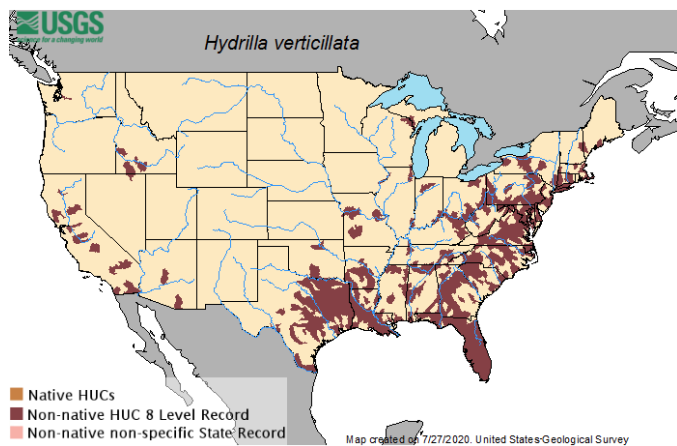 USGS
science for a changing world
Hydrilla verticillata
Native HUCs
Non-native HUC 8 Level Record
Non-native non-specific State Record
Map created on 7/27/2020. United States Geological Survey